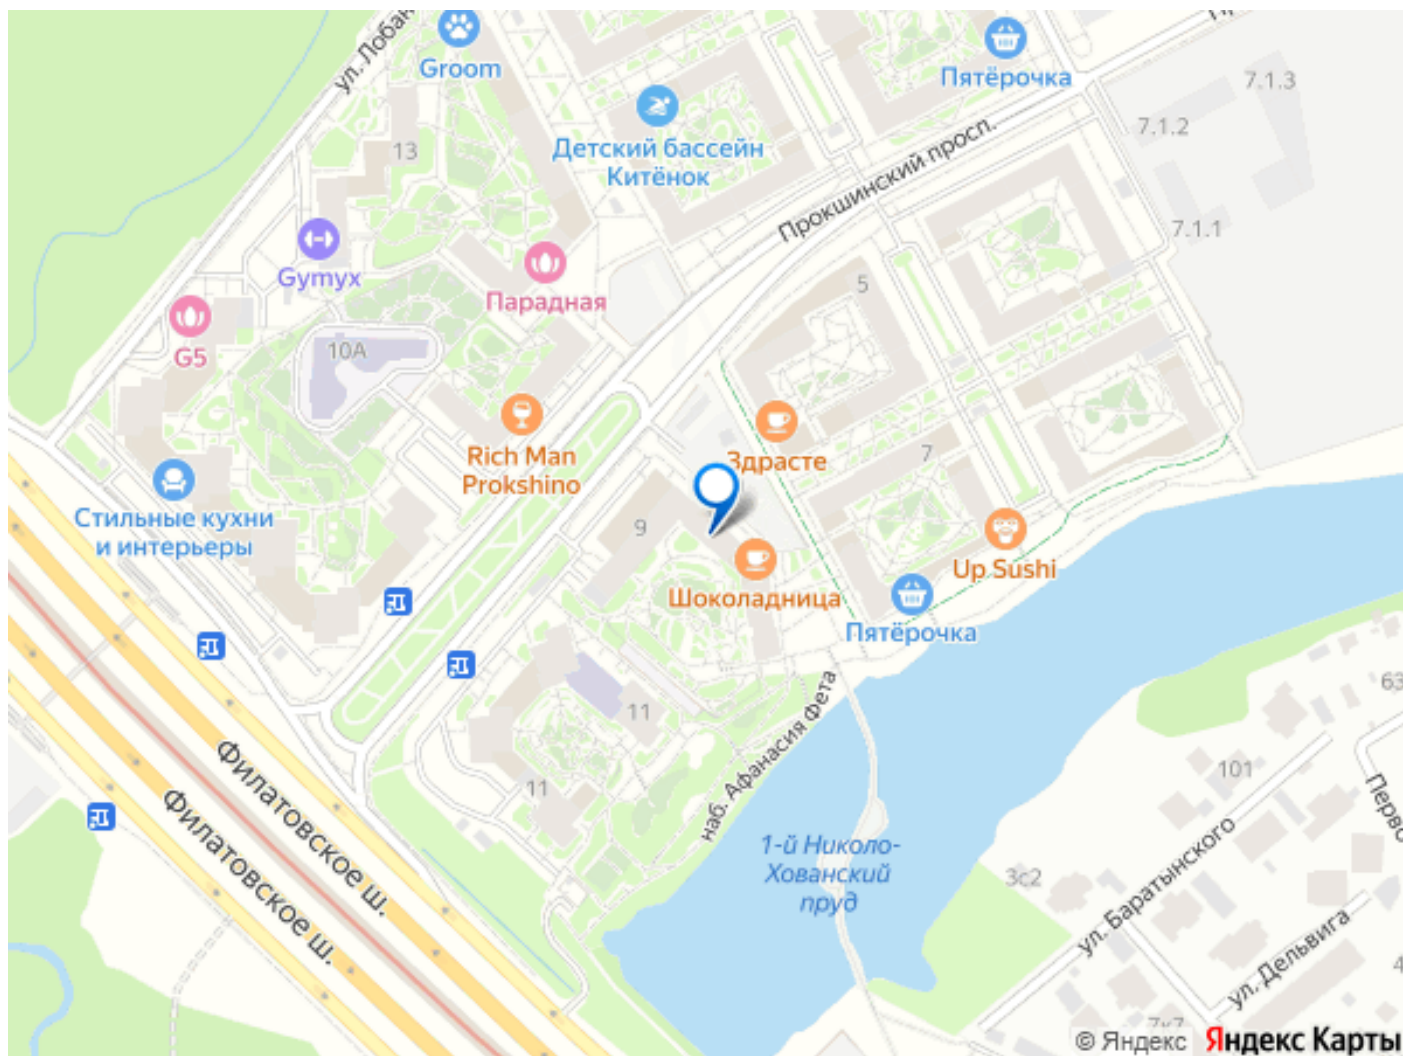 ул. Лобан
Groom
Пятёрочка
7.1.3
7.1.2
13
Детский бассейн
Китёнок
Прокшинский просп.
7.1.1
Gymyx
Парадная
5
G5
10А
Rich Man
Prokshino
Здрасте
7
Стильные кухни
и интерьеры
9
Шоколадница
Up Sushi
Пятёрочка
наб. Афанасия Фета
11
11
63
101
Перво
Филатовское ш.
Филатовское ш.
1-й Николо-
Хованский
пруд
3с2
ул. Баратынского
ул. Дельвига
4
7к7
© Яндекс Яндекс Карты